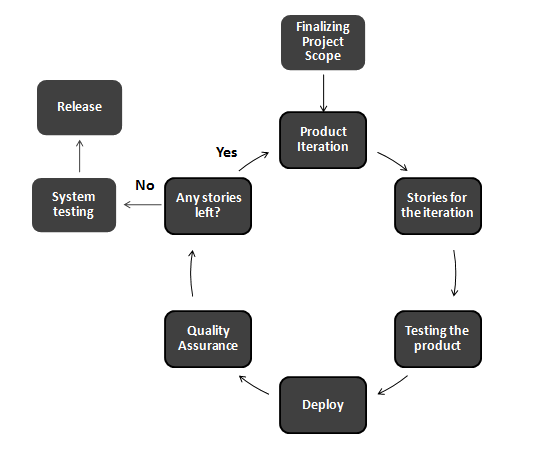 Finalizing
Project
Scope
Release
Product
Iteration
Yes
No
System
testing
Any stories
left?
Stories for
the iteration
Quality
Assurance
Testing the
product
Deploy